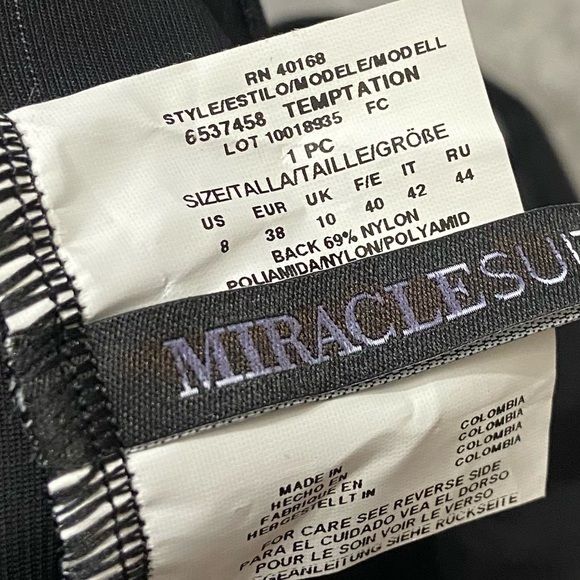 RN 40168
STYLE/ESTILO/MODELE/MODELL
6537458 TEMPTATION
LOT 10018935 FC
1 PC
SIZE/TALLA/TAILLE/GRÖßE
US EUR UK F/E IT RU
8 38 10 40 42 44
BACK 69% NYLON
POLIAMIDA/NYLON/POLYAMID
MIRACLESUI
MADE IN COLOMBIA
HECHO EN COLOMBIA
FABRIQUE EN COLOMBIA
HERGESTELLT IN COLOMBIA
FOR CARE SEE REVERSE SIDE
PARA EL CUIDADO VEA EL DORSO
POUR LE SOIN VOIR LE VERSO
GEANLEITUNG SIEHE RÜCKSEITE